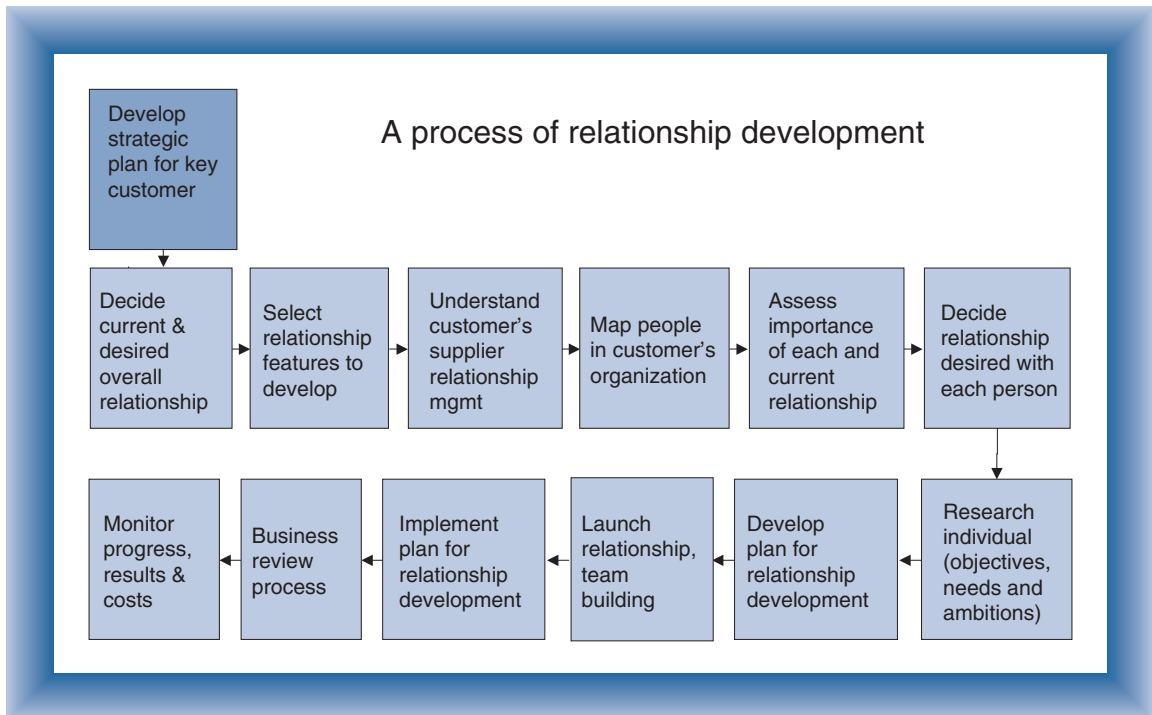 A process of relationship development
Develop
strategic
plan for key
customer
Decide
current &
desired
overall
relationship
Select
relationship
features to
develop
Understand
customer's
supplier
relationship
mgmt
Map people
in customer's
organization
Assess
importance
of each and
current
relationship
Decide
relationship
desired with
each person
Research
individual
(objectives,
needs and
ambitions)
Develop
plan for
relationship
development
Launch
relationship,
team
building
Implement
plan for
relationship
development
Business
review
process
Monitor
progress,
results &
costs